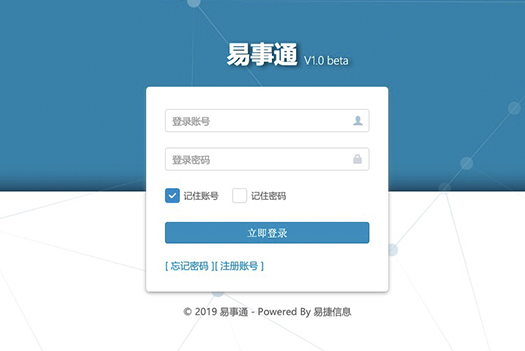 易事通 V1.0 beta
登录账号
登录密码
记住账号 记住密码
立即登录
[ 忘记密码 ][ 注册账号 ]
© 2019 易事通 - Powered By 易捷信息